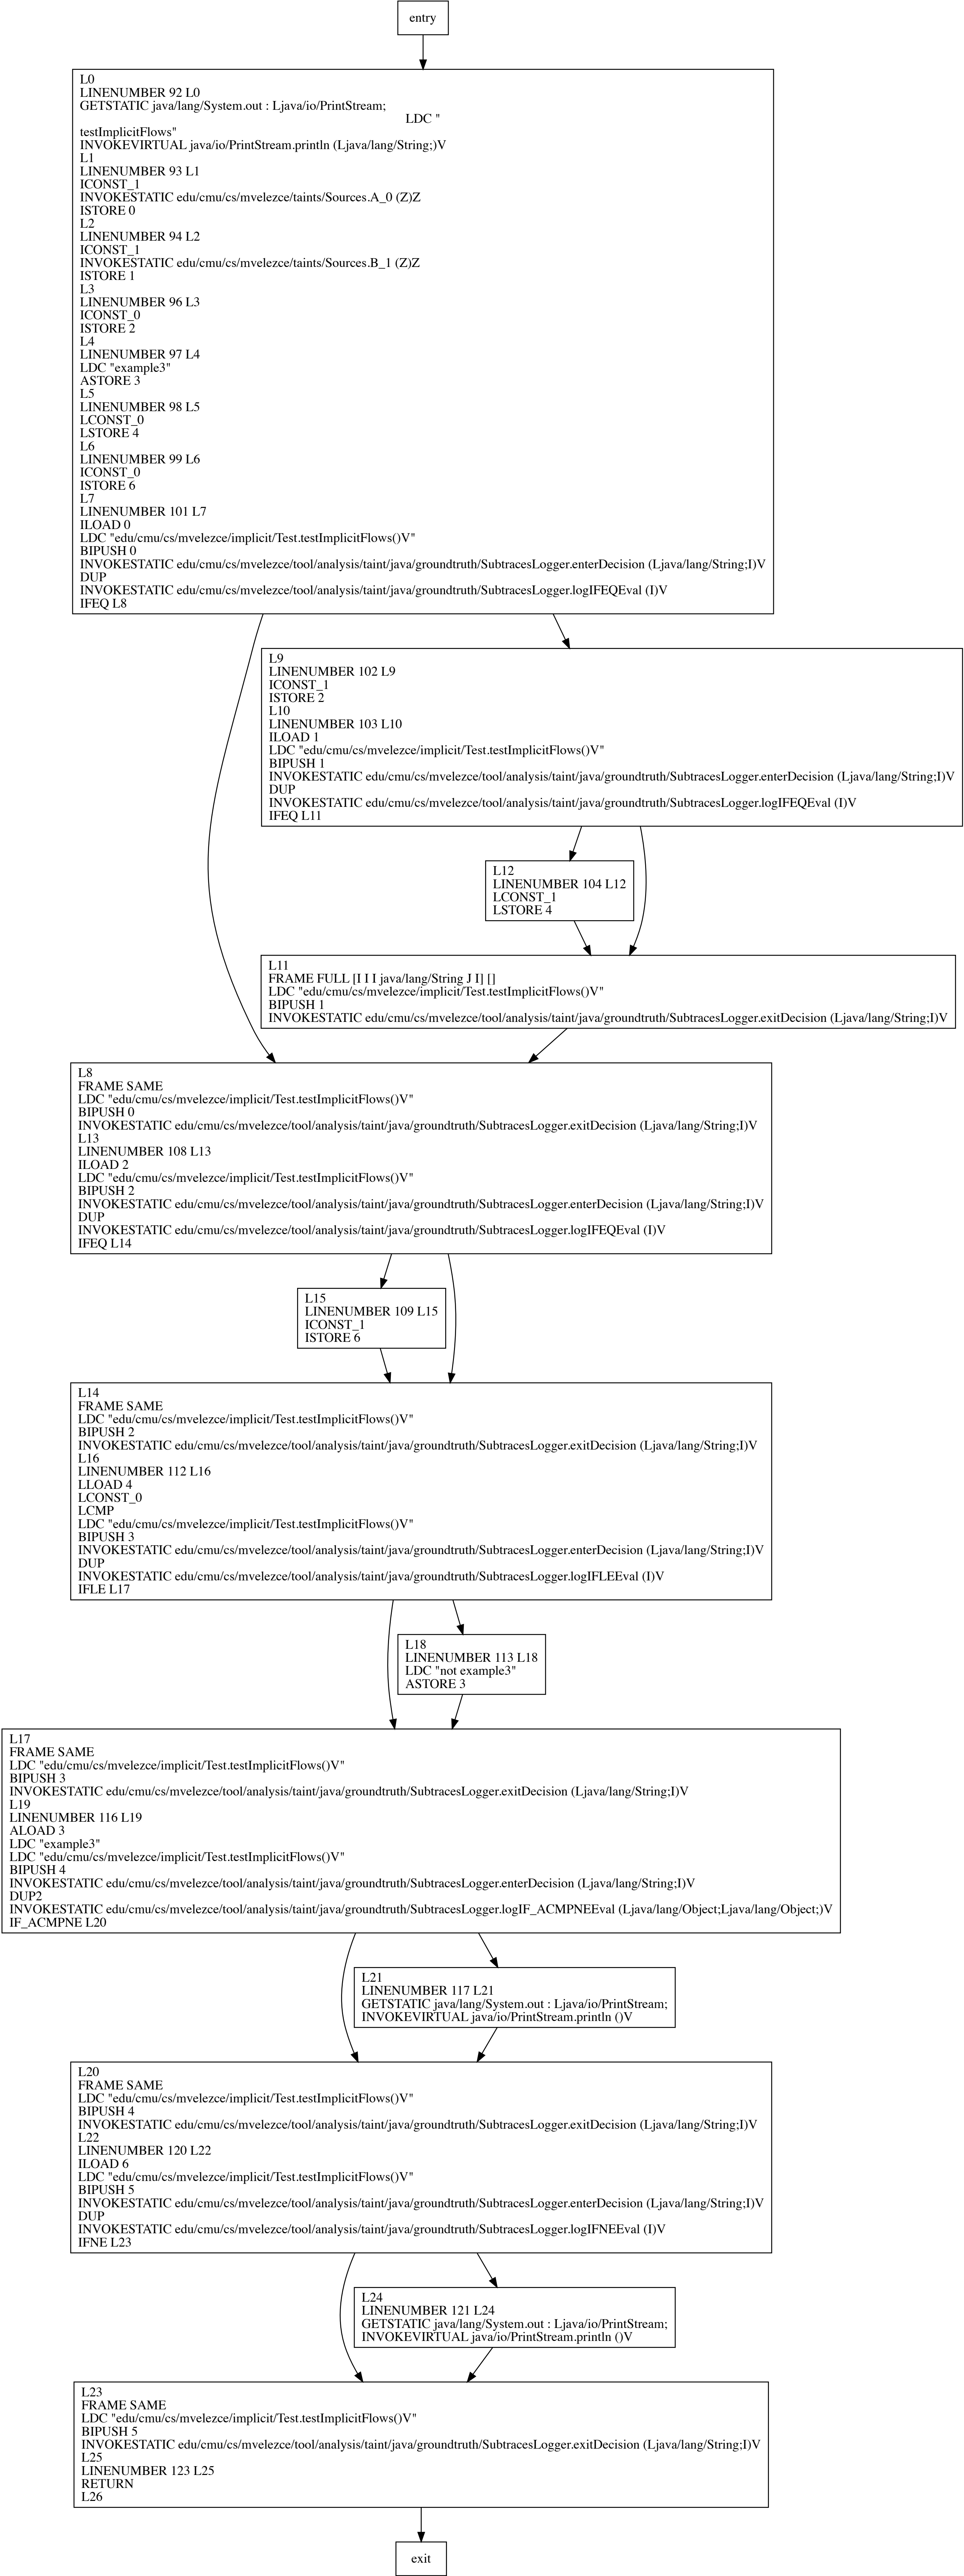 entry
L0
LINENUMBER 92 L0
GETSTATIC java/lang/System.out : Ljava/io/PrintStream;
LDC "
testImplicitFlows"
INVOKEVIRTUAL java/io/PrintStream.println (Ljava/lang/String;)V
L1
LINENUMBER 93 L1
ICONST_1
INVOKESTATIC edu/cmu/cs/mvelezce/taints/Sources.A_0 (Z)Z
ISTORE 0
L2
LINENUMBER 94 L2
ICONST_1
INVOKESTATIC edu/cmu/cs/mvelezce/taints/Sources.B_1 (Z)Z
ISTORE 1
L3
LINENUMBER 96 L3
ICONST_0
ISTORE 2
L4
LINENUMBER 97 L4
LDC "example3"
ASTORE 3
L5
LINENUMBER 98 L5
LCONST_0
LSTORE 4
L6
LINENUMBER 99 L6
ICONST_0
ISTORE 6
L7
LINENUMBER 101 L7
ILOAD 0
LDC "edu/cmu/cs/mvelezce/implicit/Test.testImplicitFlows()V"
BIPUSH 0
INVOKESTATIC edu/cmu/cs/mvelezce/tool/analysis/taint/java/groundtruth/SubtracesLogger.enterDecision (Ljava/lang/String;I)V
DUP
INVOKESTATIC edu/cmu/cs/mvelezce/tool/analysis/taint/java/groundtruth/SubtracesLogger.logIFEQEval (I)V
IFEQ L8
L9
LINENUMBER 102 L9
ICONST_1
ISTORE 2
L10
LINENUMBER 103 L10
ILOAD 1
LDC "edu/cmu/cs/mvelezce/implicit/Test.testImplicitFlows()V"
BIPUSH 1
INVOKESTATIC edu/cmu/cs/mvelezce/tool/analysis/taint/java/groundtruth/SubtracesLogger.enterDecision (Ljava/lang/String;I)V
DUP
INVOKESTATIC edu/cmu/cs/mvelezce/tool/analysis/taint/java/groundtruth/SubtracesLogger.logIFEQEval (I)V
IFEQ L11
L12
LINENUMBER 104 L12
LCONST_1
LSTORE 4
L11
FRAME FULL [I I I java/lang/String J I] []
LDC "edu/cmu/cs/mvelezce/implicit/Test.testImplicitFlows()V"
BIPUSH 1
INVOKESTATIC edu/cmu/cs/mvelezce/tool/analysis/taint/java/groundtruth/SubtracesLogger.exitDecision (Ljava/lang/String;I)V
L8
FRAME SAME
LDC "edu/cmu/cs/mvelezce/implicit/Test.testImplicitFlows()V"
BIPUSH 0
INVOKESTATIC edu/cmu/cs/mvelezce/tool/analysis/taint/java/groundtruth/SubtracesLogger.exitDecision (Ljava/lang/String;I)V
L13
LINENUMBER 108 L13
ILOAD 2
LDC "edu/cmu/cs/mvelezce/implicit/Test.testImplicitFlows()V"
BIPUSH 2
INVOKESTATIC edu/cmu/cs/mvelezce/tool/analysis/taint/java/groundtruth/SubtracesLogger.enterDecision (Ljava/lang/String;I)V
DUP
INVOKESTATIC edu/cmu/cs/mvelezce/tool/analysis/taint/java/groundtruth/SubtracesLogger.logIFEQEval (I)V
IFEQ L14
L15
LINENUMBER 109 L15
ICONST_1
ISTORE 6
L14
FRAME SAME
LDC "edu/cmu/cs/mvelezce/implicit/Test.testImplicitFlows()V"
BIPUSH 2
INVOKESTATIC edu/cmu/cs/mvelezce/tool/analysis/taint/java/groundtruth/SubtracesLogger.exitDecision (Ljava/lang/String;I)V
L16
LINENUMBER 112 L16
LLOAD 4
LCONST_0
LCMP
LDC "edu/cmu/cs/mvelezce/implicit/Test.testImplicitFlows()V"
BIPUSH 3
INVOKESTATIC edu/cmu/cs/mvelezce/tool/analysis/taint/java/groundtruth/SubtracesLogger.enterDecision (Ljava/lang/String;I)V
DUP
INVOKESTATIC edu/cmu/cs/mvelezce/tool/analysis/taint/java/groundtruth/SubtracesLogger.logIFLEEval (I)V
IFLE L17
L18
LINENUMBER 113 L18
LDC "not example3"
ASTORE 3
L17
FRAME SAME
LDC "edu/cmu/cs/mvelezce/implicit/Test.testImplicitFlows()V"
BIPUSH 3
INVOKESTATIC edu/cmu/cs/mvelezce/tool/analysis/taint/java/groundtruth/SubtracesLogger.exitDecision (Ljava/lang/String;I)V
L19
LINENUMBER 116 L19
ALOAD 3
LDC "example3"
LDC "edu/cmu/cs/mvelezce/implicit/Test.testImplicitFlows()V"
BIPUSH 4
INVOKESTATIC edu/cmu/cs/mvelezce/tool/analysis/taint/java/groundtruth/SubtracesLogger.enterDecision (Ljava/lang/String;I)V
DUP2
INVOKESTATIC edu/cmu/cs/mvelezce/tool/analysis/taint/java/groundtruth/SubtracesLogger.logIF_ACMPNEEval (Ljava/lang/Object;Ljava/lang/Object;)V
IF_ACMPNE L20
L21
LINENUMBER 117 L21
GETSTATIC java/lang/System.out : Ljava/io/PrintStream;
INVOKEVIRTUAL java/io/PrintStream.println ()V
L20
FRAME SAME
LDC "edu/cmu/cs/mvelezce/implicit/Test.testImplicitFlows()V"
BIPUSH 4
INVOKESTATIC edu/cmu/cs/mvelezce/tool/analysis/taint/java/groundtruth/SubtracesLogger.exitDecision (Ljava/lang/String;I)V
L22
LINENUMBER 120 L22
ILOAD 6
LDC "edu/cmu/cs/mvelezce/implicit/Test.testImplicitFlows()V"
BIPUSH 5
INVOKESTATIC edu/cmu/cs/mvelezce/tool/analysis/taint/java/groundtruth/SubtracesLogger.enterDecision (Ljava/lang/String;I)V
DUP
INVOKESTATIC edu/cmu/cs/mvelezce/tool/analysis/taint/java/groundtruth/SubtracesLogger.logIFNEEval (I)V
IFNE L23
L24
LINENUMBER 121 L24
GETSTATIC java/lang/System.out : Ljava/io/PrintStream;
INVOKEVIRTUAL java/io/PrintStream.println ()V
L23
FRAME SAME
LDC "edu/cmu/cs/mvelezce/implicit/Test.testImplicitFlows()V"
BIPUSH 5
INVOKESTATIC edu/cmu/cs/mvelezce/tool/analysis/taint/java/groundtruth/SubtracesLogger.exitDecision (Ljava/lang/String;I)V
L25
LINENUMBER 123 L25
RETURN
L26
exit